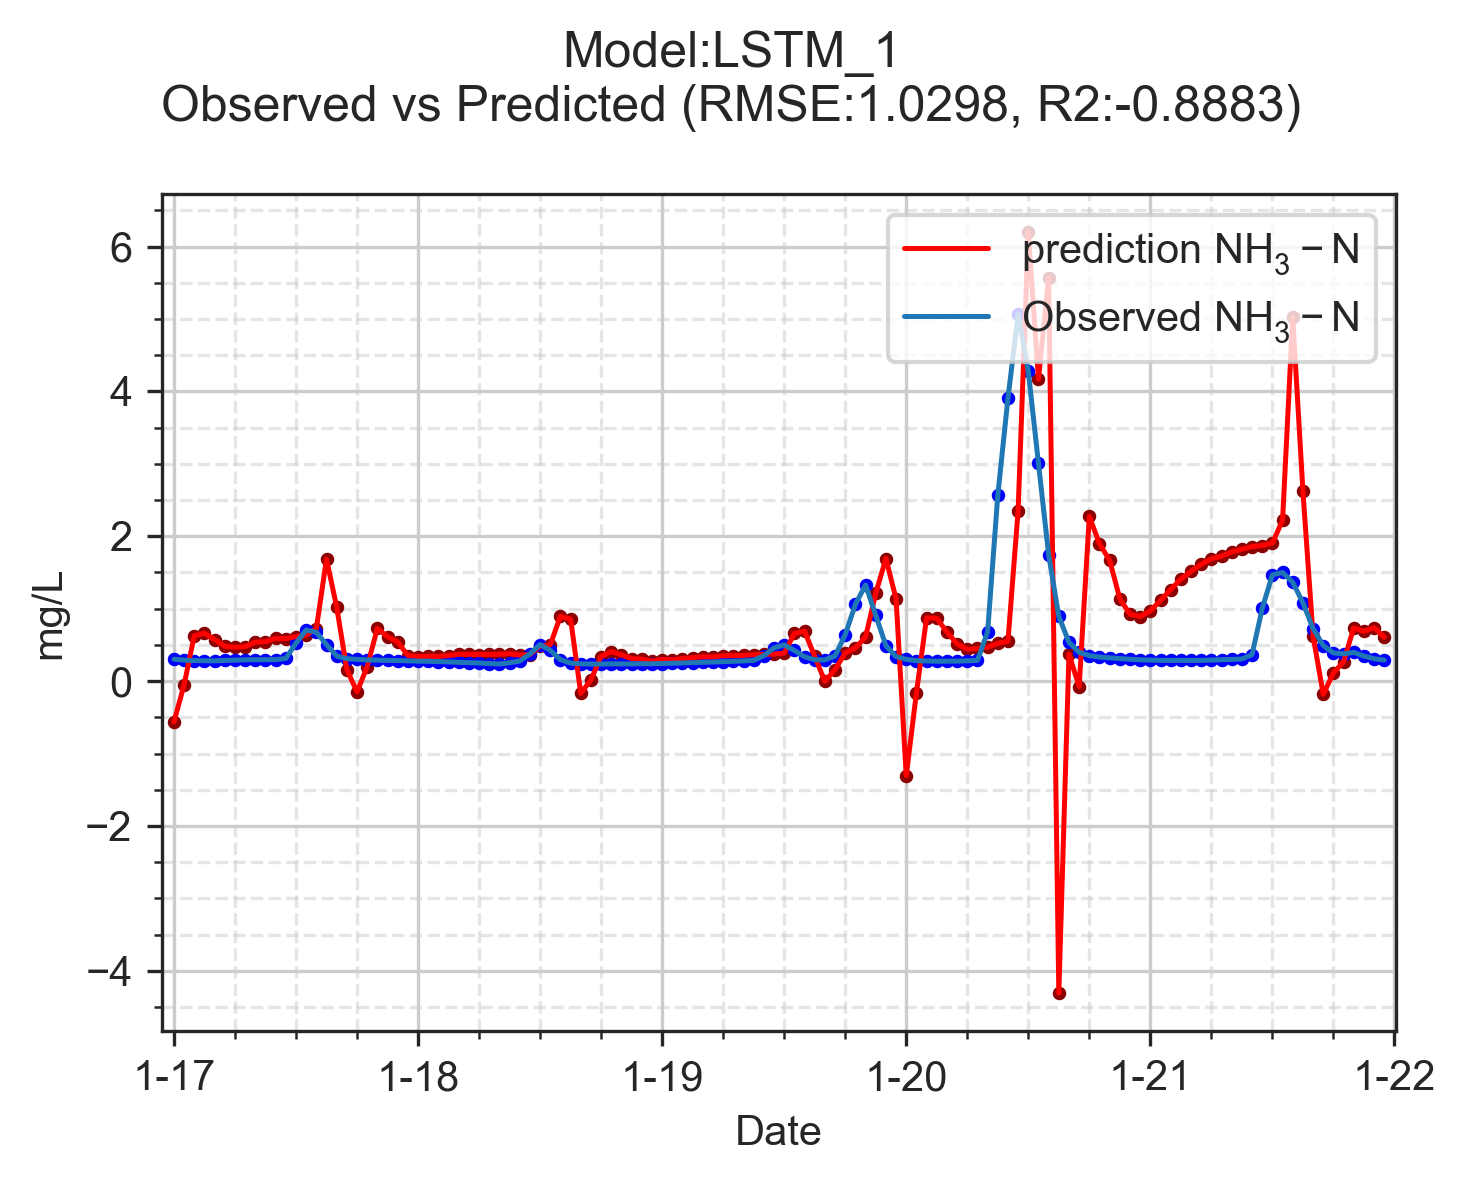 Model:LSTM_1
Observed vs Predicted (RMSE:1.0298, R2:-0.8883)
prediction NH₃ − N
Observed NH₃ − N
6
4
2
0
−2
−4
mg/L
1-17 1-18 1-19 1-20 1-21 1-22
Date